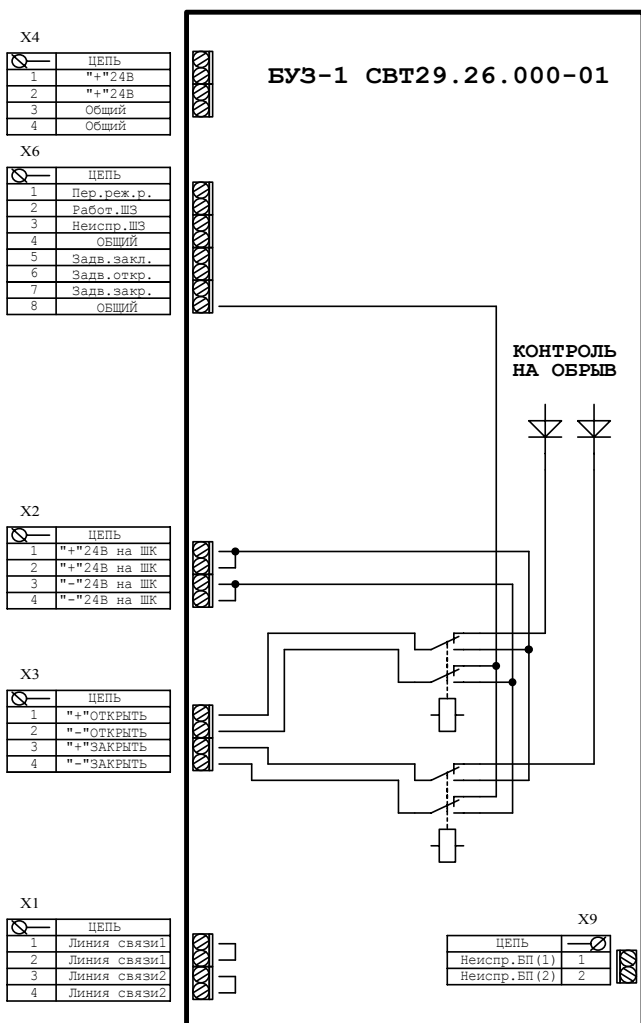 X4
ЦЕПЬ
1 "+"24В
2 "+"24В
3 Общий
4 Общий
БУЗ-1 СВТ29.26.000-01
X6
ЦЕПЬ
1 Пер.реж.р.
2 Работ.ШЗ
3 Неиспр.ШЗ
4 ОБЩИЙ
5 Задв.закл.
6 Задв.откр.
7 Задв.закр.
8 ОБЩИЙ
КОНТРОЛЬ
НА ОБРЫВ
X2
ЦЕПЬ
1 "+"24В на ШК
2 "+"24В на ШК
3 "-"24В на ШК
4 "-"24В на ШК
X3
ЦЕПЬ
1 "+"ОТКРЫТЬ
2 "-"ОТКРЫТЬ
3 "+"ЗАКРЫТЬ
4 "-"ЗАКРЫТЬ
X1
ЦЕПЬ
1 Линия связи1
2 Линия связи1
3 Линия связи2
4 Линия связи2
X9
ЦЕПЬ
Неиспр.БП(1) 1
Неиспр.БП(2) 2